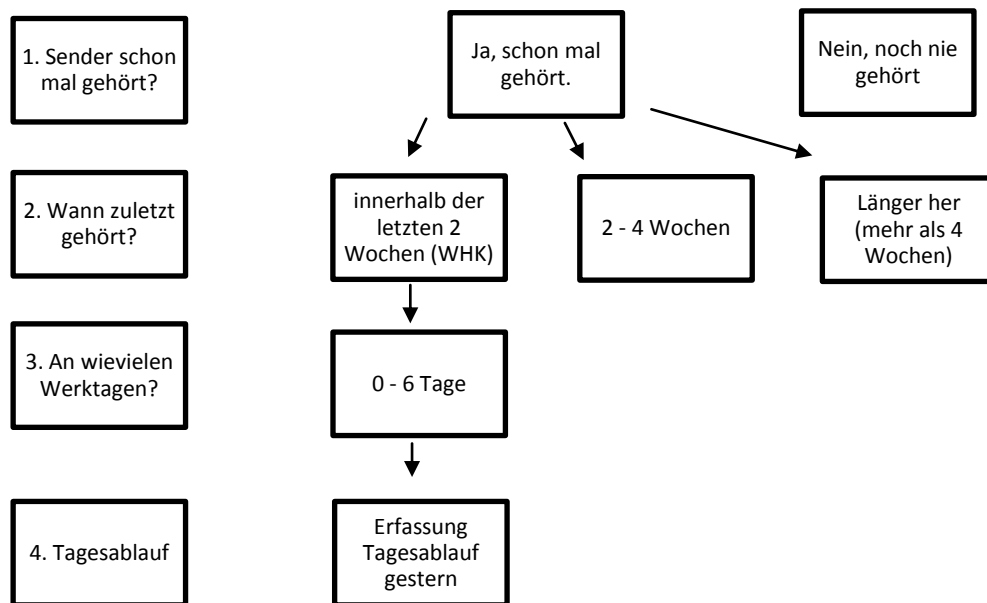 1. Sender schon
mal gehört?
Ja, schon mal
gehört.
Nein, noch nie
gehört
2. Wann zuletzt
gehört?
innerhalb der
letzten 2
Wochen (WHK)
2 - 4 Wochen
Länger her
(mehr als 4
Wochen)
3. An wievielen
Werktagen?
0 - 6 Tage
4. Tagesablauf
Erfassung
Tagesablauf
gestern